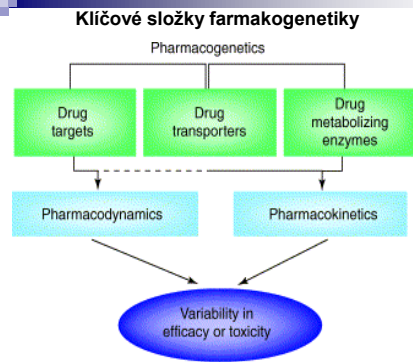 Klíčové složky farmakogenetiky
Pharmacogenetics
Drug
targets
Drug
transporters
Drug
metabolizing
enzymes
Pharmacodynamics
Pharmacokinetics
Variability in
efficacy or toxicity